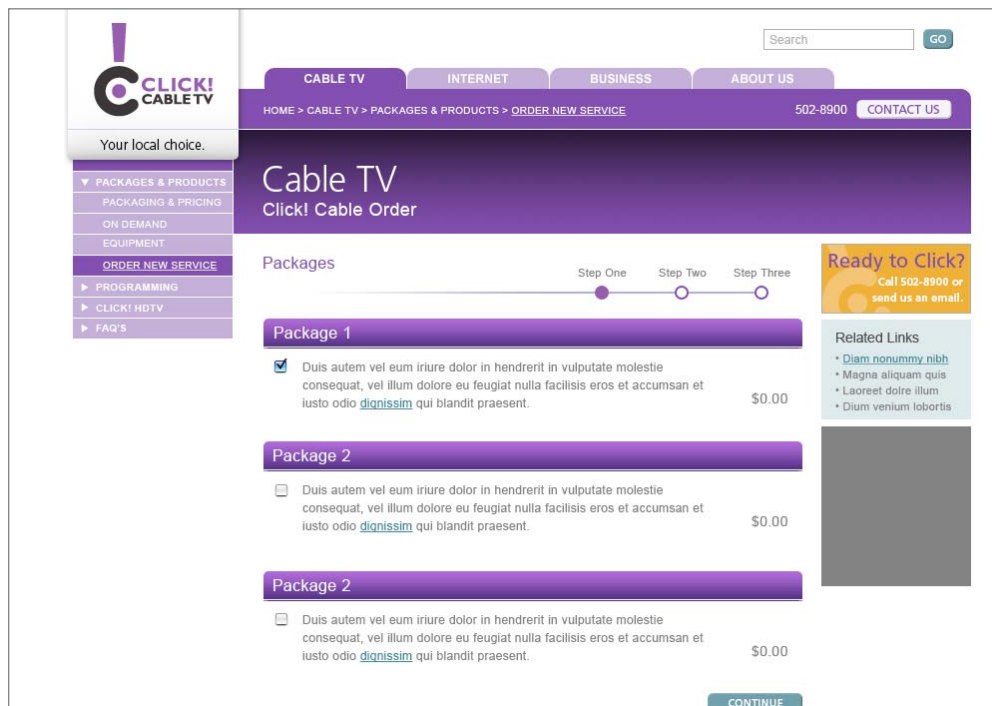 CLICK!
CABLETV
Your local choice.
Search
GO
CABLE TV
INTERNET
BUSINESS
ABOUT US
HOME > CABLE TV > PACKAGES & PRODUCTS > ORDER NEW SERVICE
502-8900
CONTACT US
PACKAGES & PRODUCTS
PACKAGING & PRICING
ON DEMAND
EQUIPMENT
ORDER NEW SERVICE
PROGRAMMING
CLICK! HDTV
FAQ'S
Cable TV
Click! Cable Order
Packages
Step One
Step Two
Step Three
Package 1
Duis autem vel eum iriure dolor in hendrerit in vulputate molestie
consequat, vel illum dolore eu feugiat nulla facilisis eros et accumsan et
iusto odio dignissim qui blandit praesent.
$0.00
Package 2
Duis autem vel eum iriure dolor in hendrerit in vulputate molestie
consequat, vel illum dolore eu feugiat nulla facilisis eros et accumsan et
iusto odio dignissim qui blandit praesent.
$0.00
Package 2
Duis autem vel eum iriure dolor in hendrerit in vulputate molestie
consequat, vel illum dolore eu feugiat nulla facilisis eros et accumsan et
iusto odio dignissim qui blandit praesent.
$0.00
CONTINUE
Ready to Click?
Call 502-8900 or
send us an email.
Related Links
• Diam nonummy nibh
• Magna aliquam quis
• Laoreet dolre illum
• Dium venium lobortis